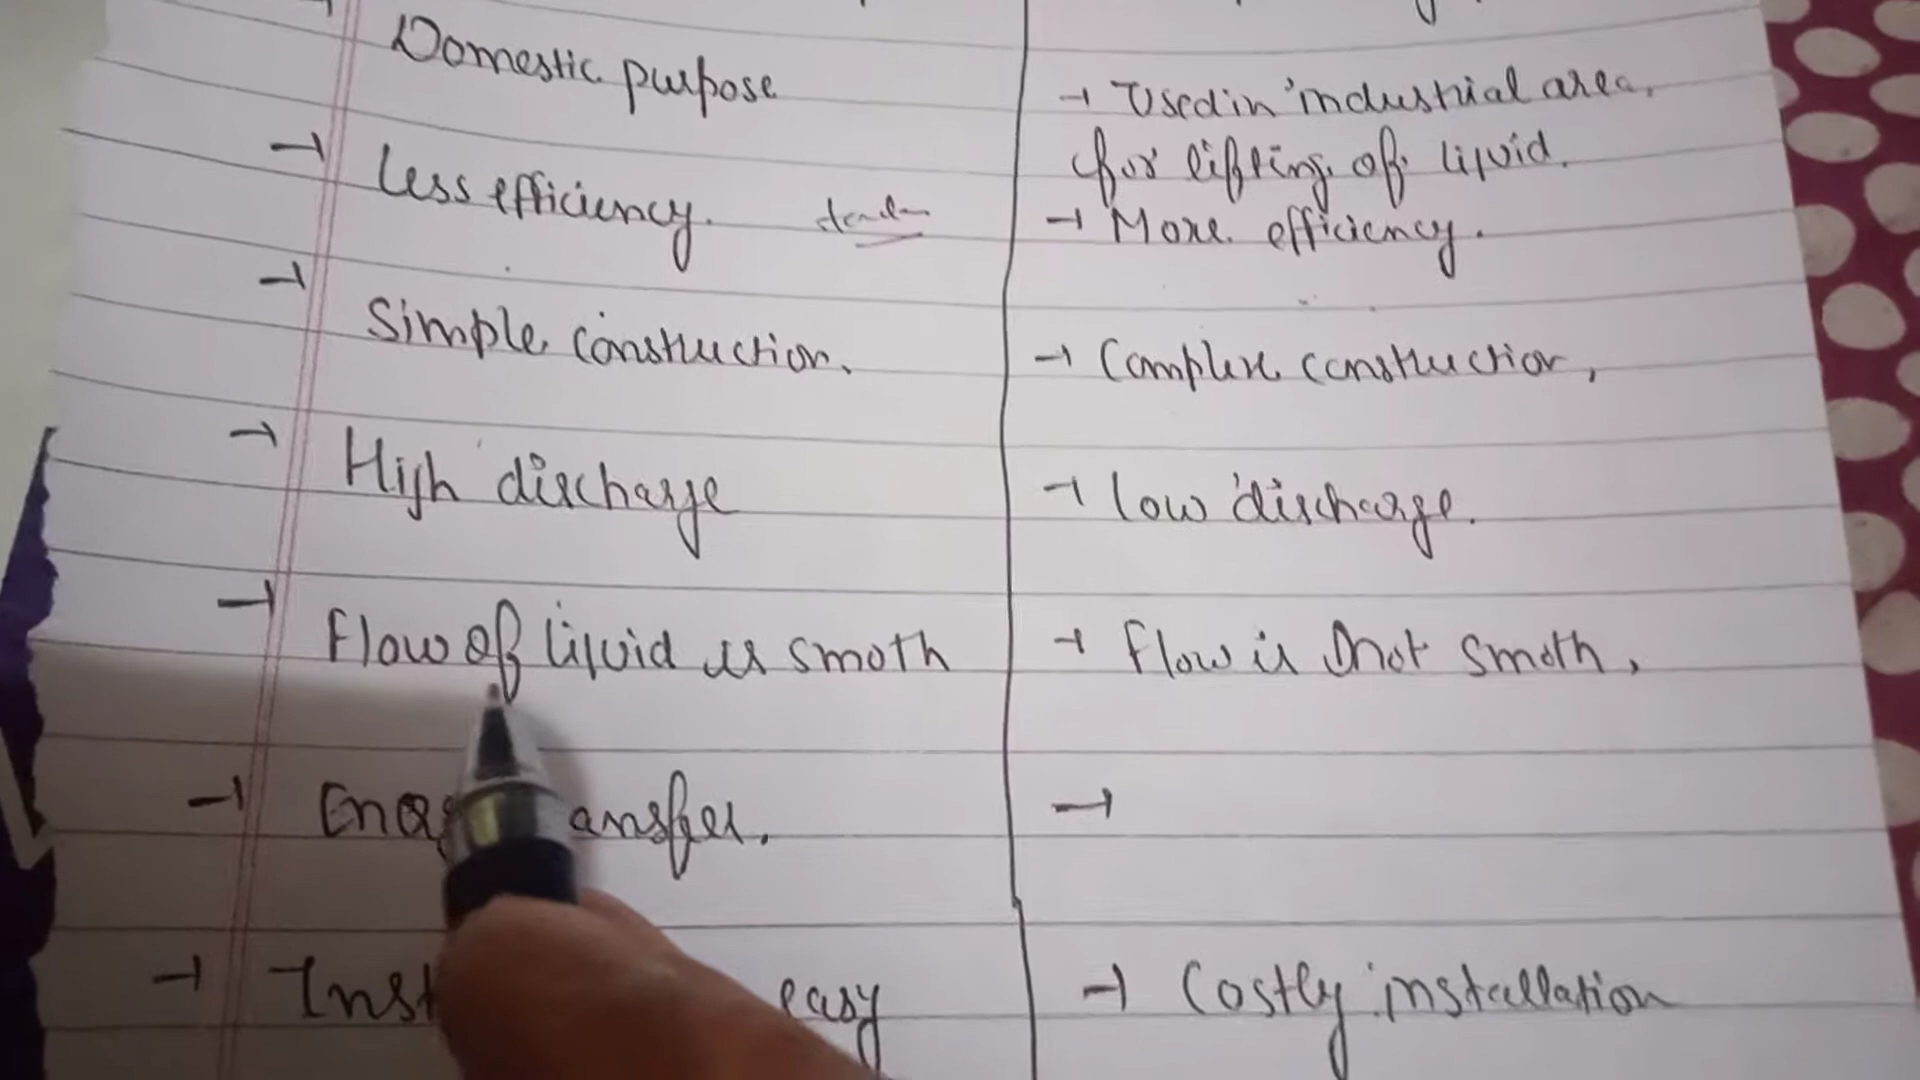 Domestic purpose
→ Less efficiency.
→ Simple construction.
→ High discharge
→ Flow of liquid is smoth
→
→ easy
→ Used in industrial area.
for lifting of liquid.
→ More efficiency.
→ Complex construction,
→ low discharge.
→ Flow is not smoth,
→
→ Costly installation